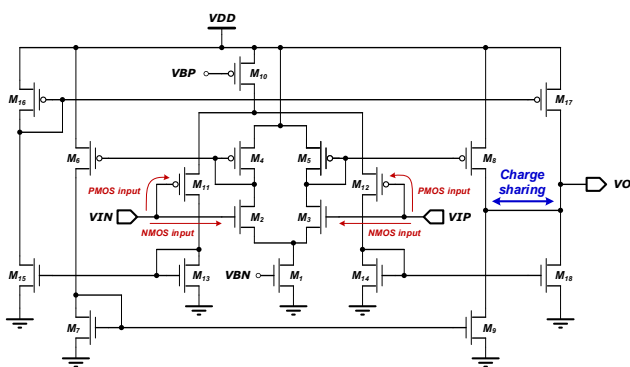 VDD
VBP
M10
M16
M17
M6
M4
M5
M8
M11
M12
Charge
sharing
VO
PMOS input
PMOS input
VIN
M2
M3
VIP
NMOS input
NMOS input
M15
M13
VBN
M1
M14
M18
M7
M9